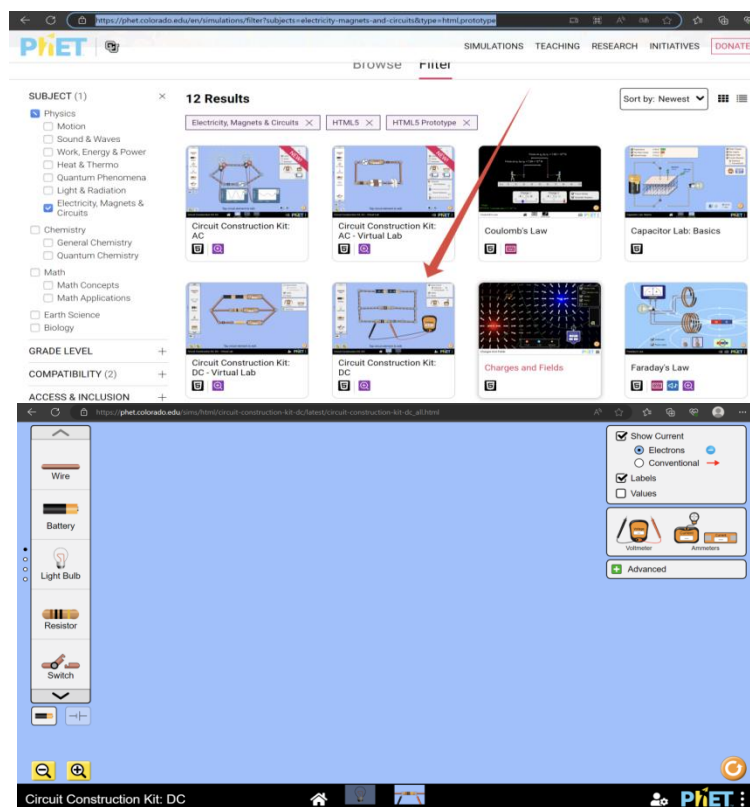 https://phet.colorado.edu/en/simulations/filter?subjects=electricity-magnets-and-circuits&type=html,prototype
PhET
SIMULATIONS TEACHING RESEARCH INITIATIVES DONATE
Browse Filter
SUBJECT (1)
Physics
Motion
Sound & Waves
Work, Energy & Power
Heat & Thermo
Quantum Phenomena
Light & Radiation
Electricity, Magnets &
Circuits
Chemistry
General Chemistry
Quantum Chemistry
Math
Math Concepts
Math Applications
Earth Science
Biology
GRADE LEVEL
COMPATIBILITY (2)
ACCESS & INCLUSION
12 Results
Sort by: Newest
Electricity, Magnets & Circuits
HTML5
HTML5 Prototype
Circuit Construction Kit:
AC
Circuit Construction Kit:
AC - Virtual Lab
Coulomb's Law
Capacitor Lab: Basics
Circuit Construction Kit:
DC - Virtual Lab
Circuit Construction Kit:
DC
Charges and Fields
Faraday's Law
https://phet.colorado.edu/sims/html/circuit-construction-kit-dc/latest/circuit-construction-kit-dc_all.html
Wire
Battery
Light Bulb
Resistor
Switch
Show Current
Electrons
Conventional
Labels
Values
Voltmeter
Ammeters
Advanced
Circuit Construction Kit: DC
PhET